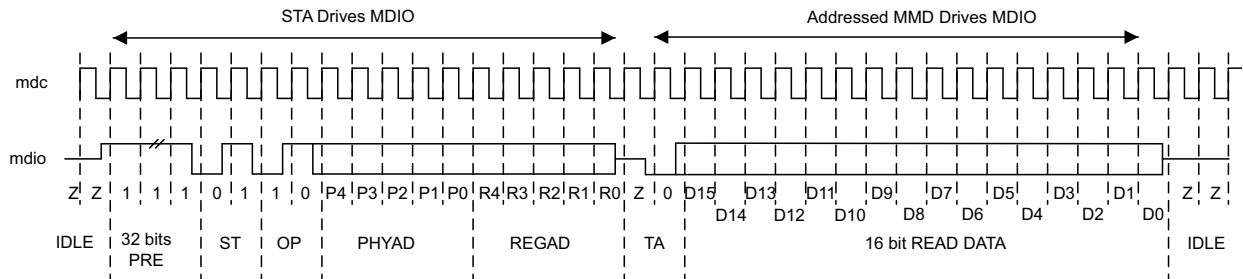 STA Drives MDIO Addressed MMD Drives MDIO
mdc
mdio
Z Z 1 1 1 0 1 1 0 P4 P3 P2 P1 P0 R4 R3 R2 R1 R0 Z 0 D15 D13 D11 D9 D7 D5 D3 D1 Z Z
D14 D12 D10 D8 D6 D4 D2 D0
IDLE 32 bits ST OP PHYAD REGAD TA 16 bit READ DATA IDLE
PRE